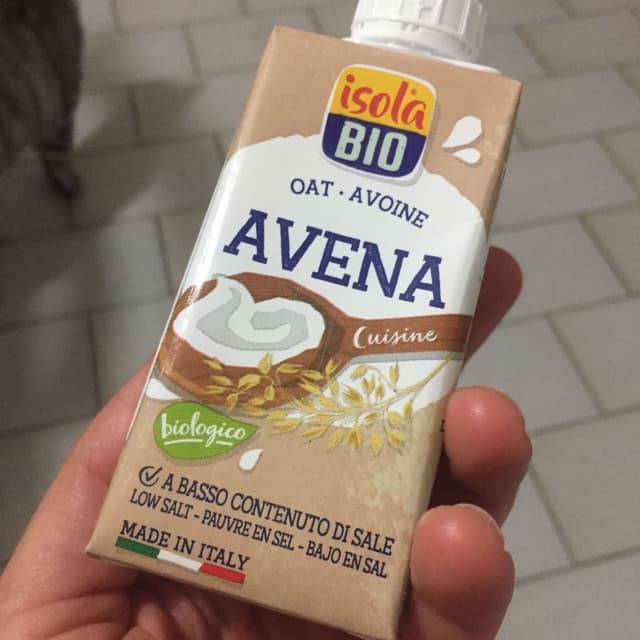 isola
BIO
OAT · AVOINE
AVENA
Cuisine
biologico
A BASSO CONTENUTO DI SALE
LOW SALT - PAUVRE EN SEL - BAJO EN SAL
MADE IN ITALY